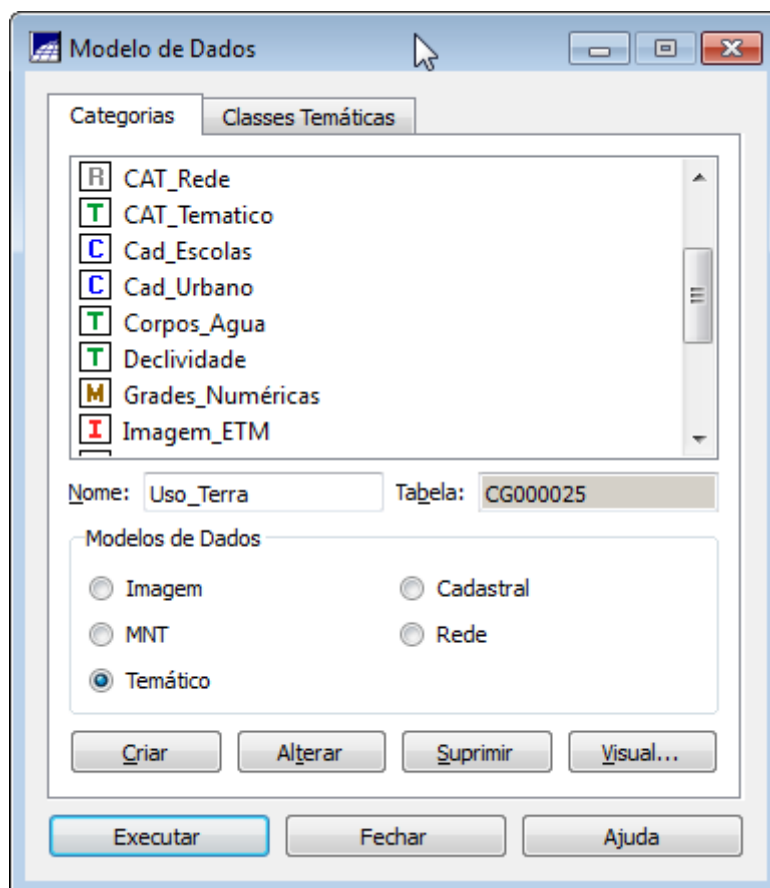 Modelo de Dados
Categorias Classes Temáticas
R CAT_Rede
T CAT_Tematico
C Cad_Escolas
C Cad_Urbano
T Corpos_Agua
T Declividade
M Grades_Numéricas
I Imagem_ETM
Nome: Uso_Terra Tabela: CG000025
Modelos de Dados
Imagem Cadastral
MNT Rede
Temático
Criar Alterar Suprimir Visual...
Executar Fechar Ajuda